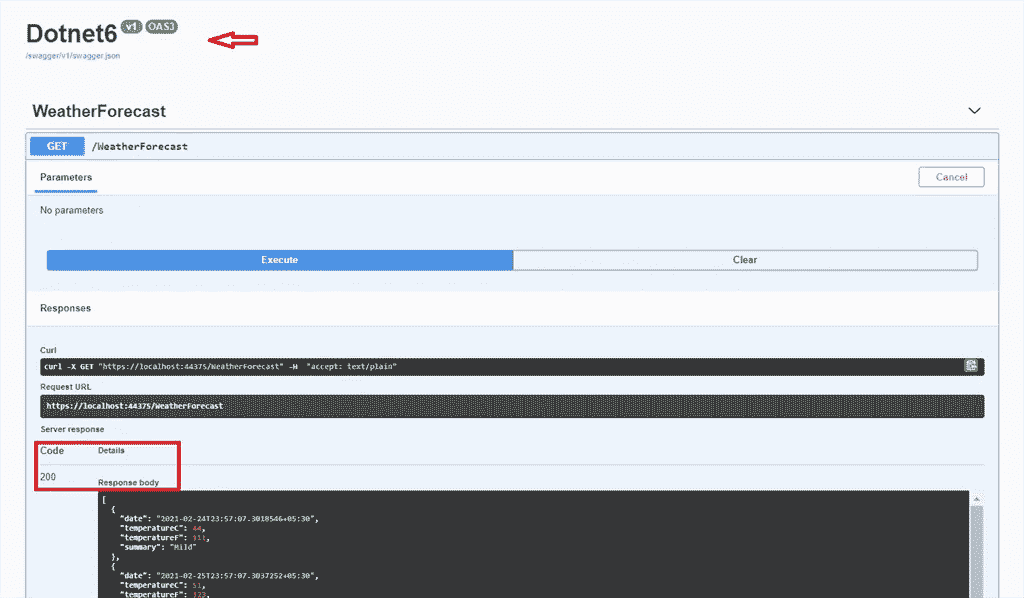 Dotnet6 v1 OAS3
/swagger/v1/swagger.json
WeatherForecast
GET /WeatherForecast
Parameters
Cancel
No parameters
Execute
Clear
Responses
Curl
curl -X GET "https://localhost:44375/WeatherForecast" -H "accept: text/plain"
Request URL
https://localhost:44375/WeatherForecast
Server response
Code Details
200
Response body
[
{
"date": "2021-02-24T23:57:07.3018546+05:30",
"temperatureC": 44,
"temperatureF": 111,
"summary": "Mild"
},
{
"date": "2021-02-25T23:57:07.3037252+05:30",
"temperatureC": 51,
"temperatureF": 123,